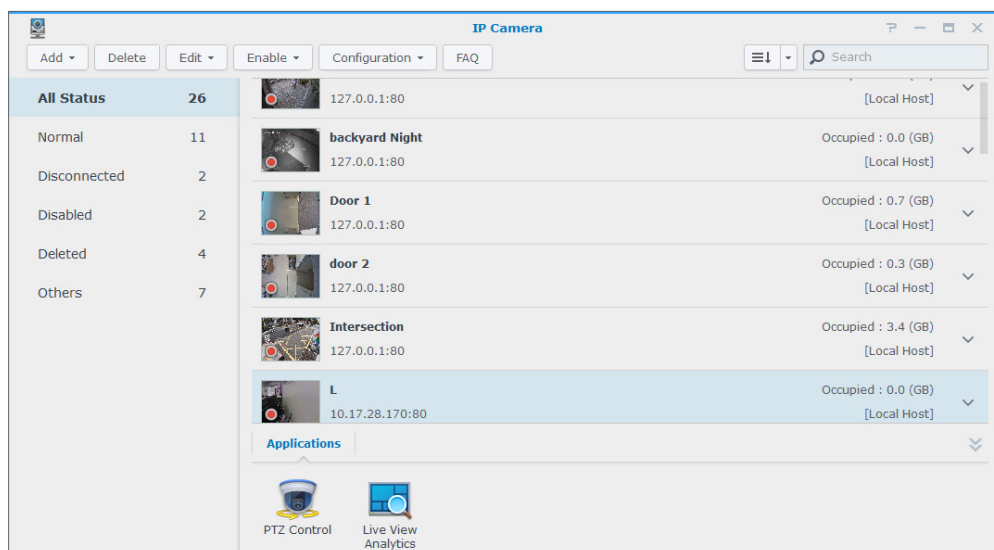 IP Camera
Add Delete Edit Enable Configuration FAQ Search
All Status 26
Normal 11
Disconnected 2
Disabled 2
Deleted 4
Others 7
127.0.0.1:80 [Local Host]
backyard Night Occupied : 0.0 (GB)
127.0.0.1:80 [Local Host]
Door 1 Occupied : 0.7 (GB)
127.0.0.1:80 [Local Host]
door 2 Occupied : 0.3 (GB)
127.0.0.1:80 [Local Host]
Intersection Occupied : 3.4 (GB)
127.0.0.1:80 [Local Host]
L Occupied : 0.0 (GB)
10.17.28.170:80 [Local Host]
Applications
PTZ Control
Live View
Analytics